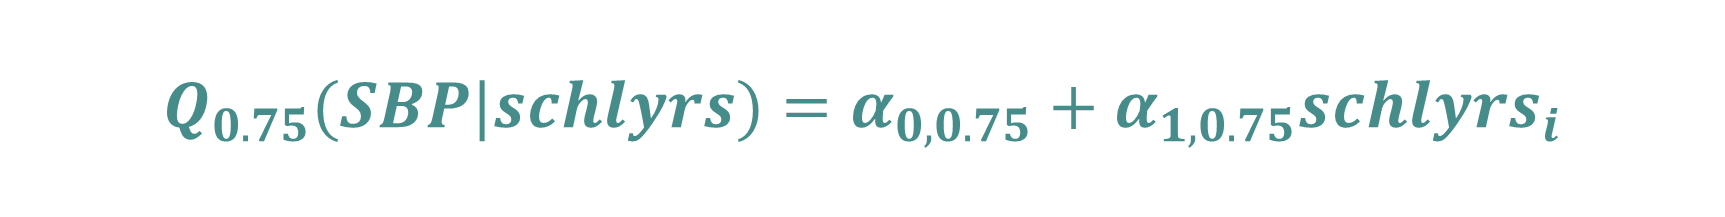 Q₀.₇₅(SBP|schlyrs) = α₀,₀.₇₅ + α₁,₀.₇₅schlyrsᵢ